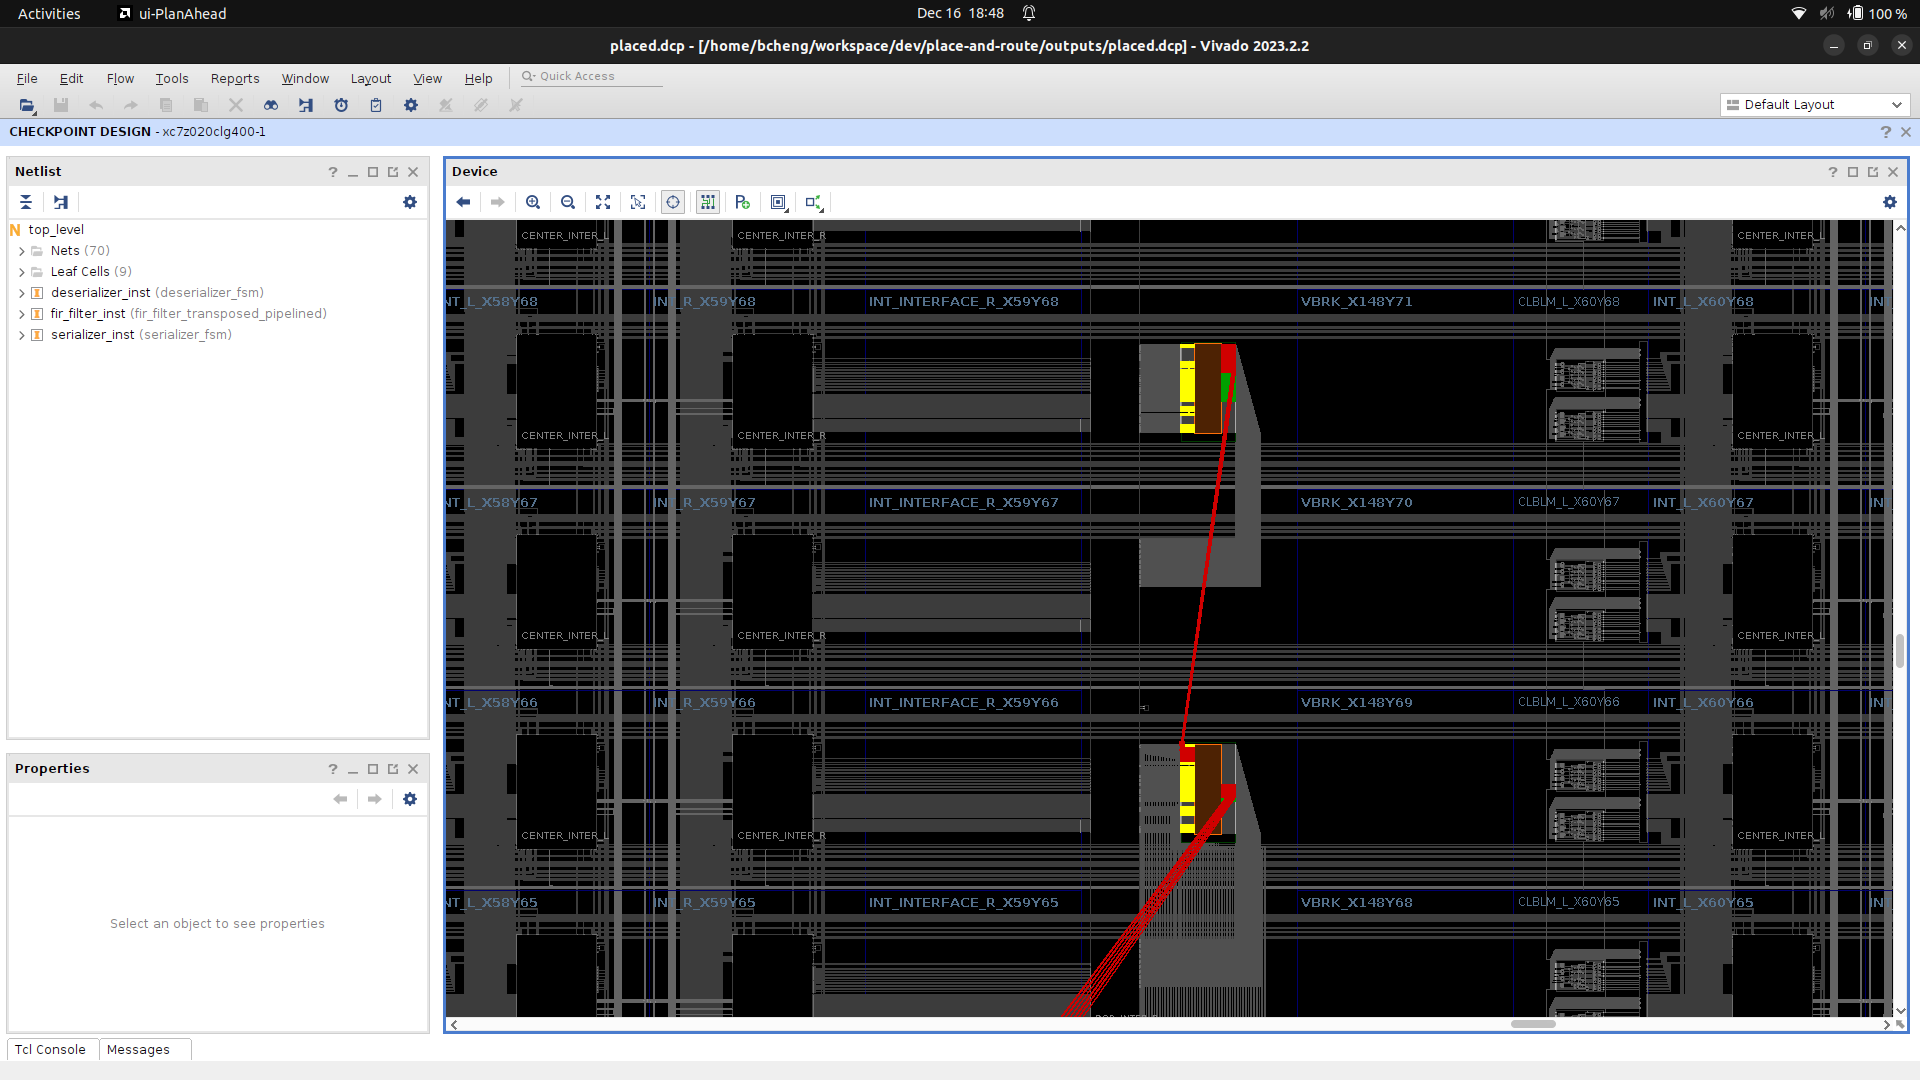 Activities
ui-PlanAhead
Dec 16 18:48
100 %
placed.dcp - [/home/bcheng/workspace/dev/place-and-route/outputs/placed.dcp] - Vivado 2023.2.2
File Edit Flow Tools Reports Window Layout View Help
Quick Access
Default Layout
CHECKPOINT DESIGN - xc7z020clg400-1
Netlist
top_level
Nets (70)
Leaf Cells (9)
deserializer_inst (deserializer_fsm)
fir_filter_inst (fir_filter_transposed_pipelined)
serializer_inst (serializer_fsm)
Properties
Select an object to see properties
Tcl Console
Messages
Device
CENTER_INTER_L CENTER_INTER_R CENTER_INTER_L
NT_L_X58Y68 INT_R_X59Y68 INT_INTERFACE_R_X59Y68 VBRK_X148Y71 CLBLM_L_X60Y68 INT_L_X60Y68 IN
CENTER_INTER_L CENTER_INTER_R CENTER_INTER_L
NT_L_X58Y67 INT_R_X59Y67 INT_INTERFACE_R_X59Y67 VBRK_X148Y70 CLBLM_L_X60Y67 INT_L_X60Y67 IN
CENTER_INTER_L CENTER_INTER_R CENTER_INTER_L
NT_L_X58Y66 INT_R_X59Y66 INT_INTERFACE_R_X59Y66 VBRK_X148Y69 CLBLM_L_X60Y66 INT_L_X60Y66 IN
CENTER_INTER_L CENTER_INTER_R CENTER_INTER_L
NT_L_X58Y65 INT_R_X59Y65 INT_INTERFACE_R_X59Y65 VBRK_X148Y68 CLBLM_L_X60Y65 INT_L_X60Y65 IN